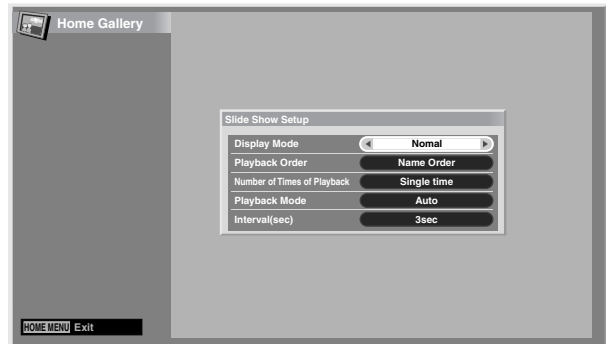 Home Gallery
Slide Show Setup
Display Mode Nomal
Playback Order Name Order
Number of Times of Playback Single time
Playback Mode Auto
Interval(sec) 3sec
HOME MENU Exit